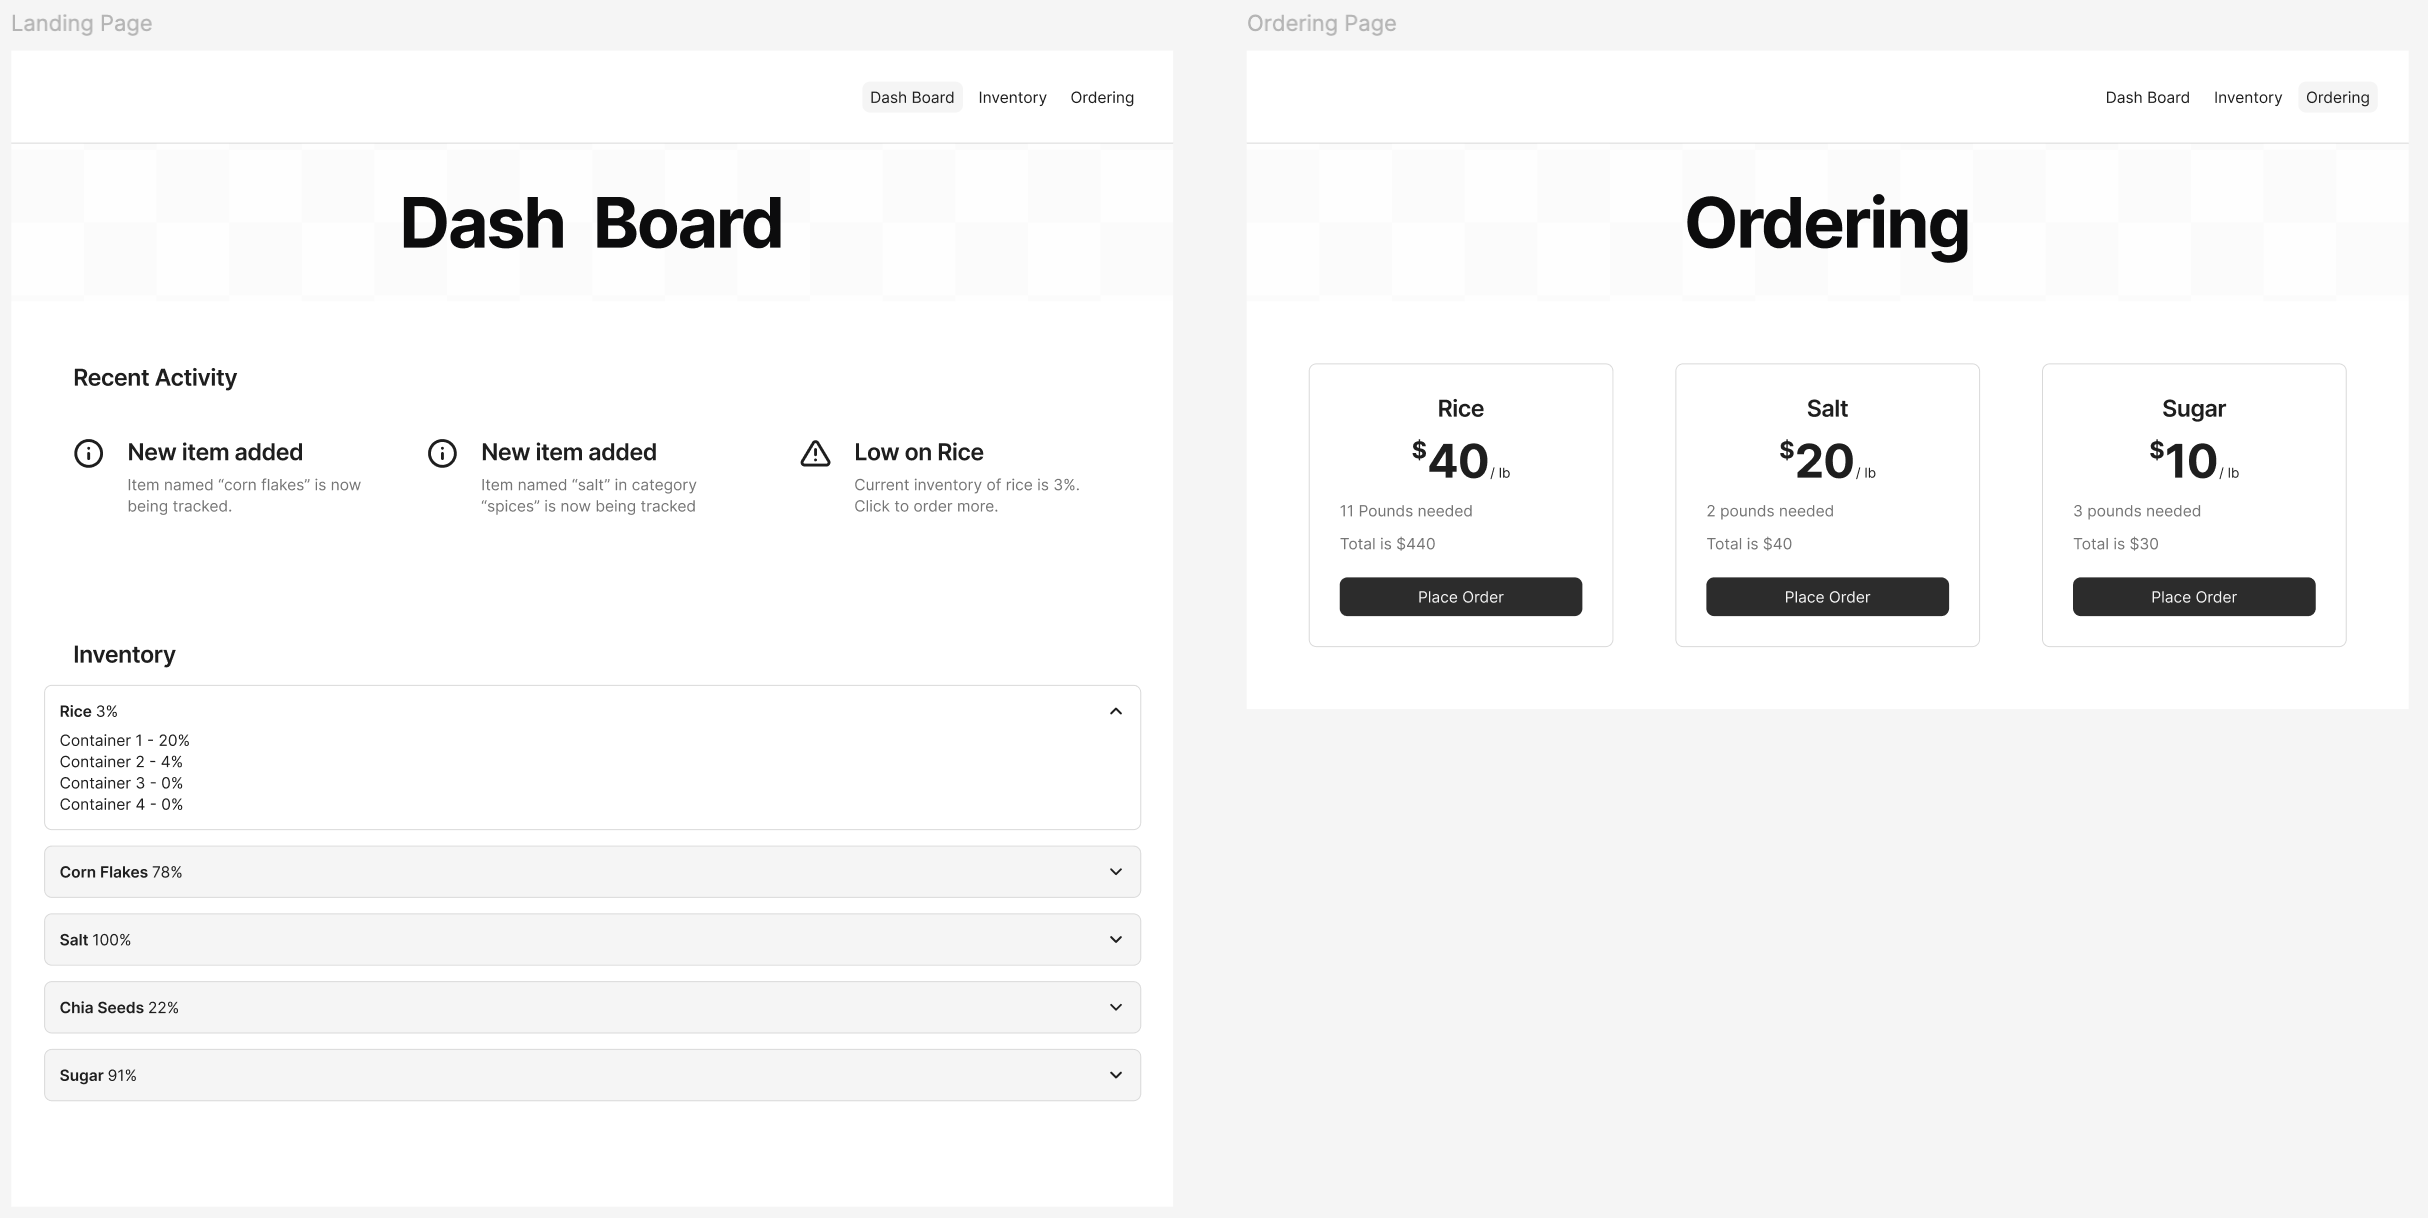 Landing Page
Dash Board
Inventory
Ordering
Dash Board
Recent Activity
New item added
Item named “corn flakes” is now
being tracked.
New item added
Item named “salt” in category
“spices” is now being tracked
Low on Rice
Current inventory of rice is 3%.
Click to order more.
Inventory
Rice 3%
Container 1 - 20%
Container 2 - 4%
Container 3 - 0%
Container 4 - 0%
Corn Flakes 78%
Salt 100%
Chia Seeds 22%
Sugar 91%
Ordering Page
Dash Board
Inventory
Ordering
Ordering
Rice
$40 / lb
11 Pounds needed
Total is $440
Place Order
Salt
$20 / lb
2 pounds needed
Total is $40
Place Order
Sugar
$10 / lb
3 pounds needed
Total is $30
Place Order